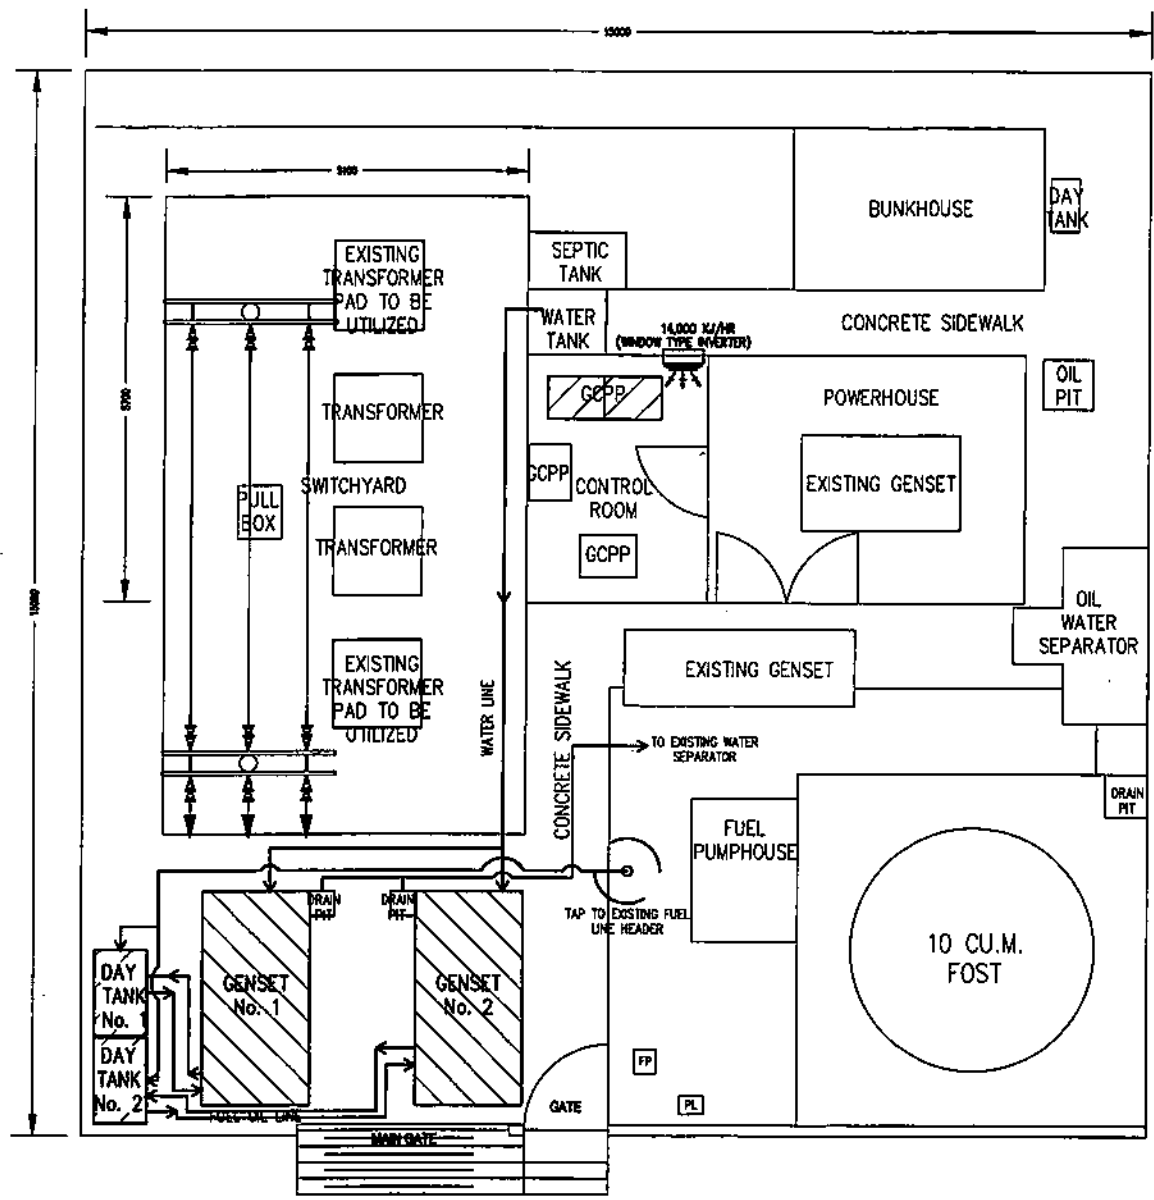 15000
5100
BUNKHOUSE
DAY
TANK
SEPTIC
TANK
EXISTING
TRANSFORMER
PAD TO BE
UTILIZED
WATER
TANK
14,000 KJ/HR
(WINDOW TYPE INVERTER)
CONCRETE SIDEWALK
OIL
PIT
GCPP
POWERHOUSE
TRANSFORMER
GCPP
CONTROL
ROOM
EXISTING GENSET
PULL
BOX
SWITCHYARD
TRANSFORMER
GCPP
OIL
WATER
SEPARATOR
EXISTING
TRANSFORMER
PAD TO BE
UTILIZED
WATER LINE
CONCRETE SIDEWALK
EXISTING GENSET
TO EXISTING WATER
SEPARATOR
DRAIN
PIT
FUEL
PUMPHOUSE
DRAIN
PIT
DRAIN
PIT
TAP TO EXISTING FUEL
LINE HEADER
10 CU.M.
FOST
DAY
TANK
No. 1
GENSET
No. 1
GENSET
No. 2
DAY
TANK
No. 2
FP
PL
GATE
FUEL OIL LINE
MAIN GATE